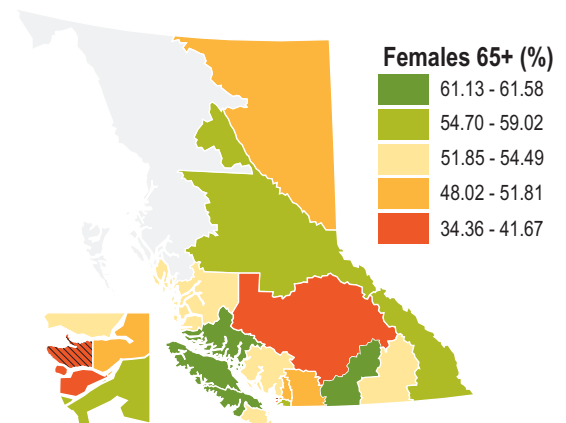 Females 65+ (%)
61.13 - 61.58
54.70 - 59.02
51.85 - 54.49
48.02 - 51.81
34.36 - 41.67